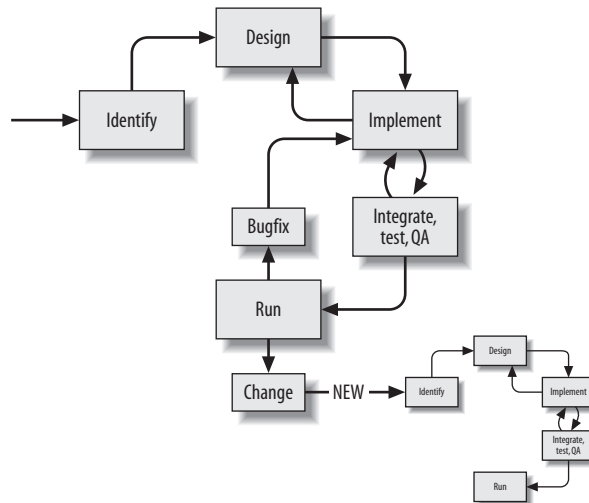 Design
Identify
Implement
Integrate,
test, QA
Bugfix
Run
Change
NEW
Identify
Design
Implement
Integrate,
test, QA
Run